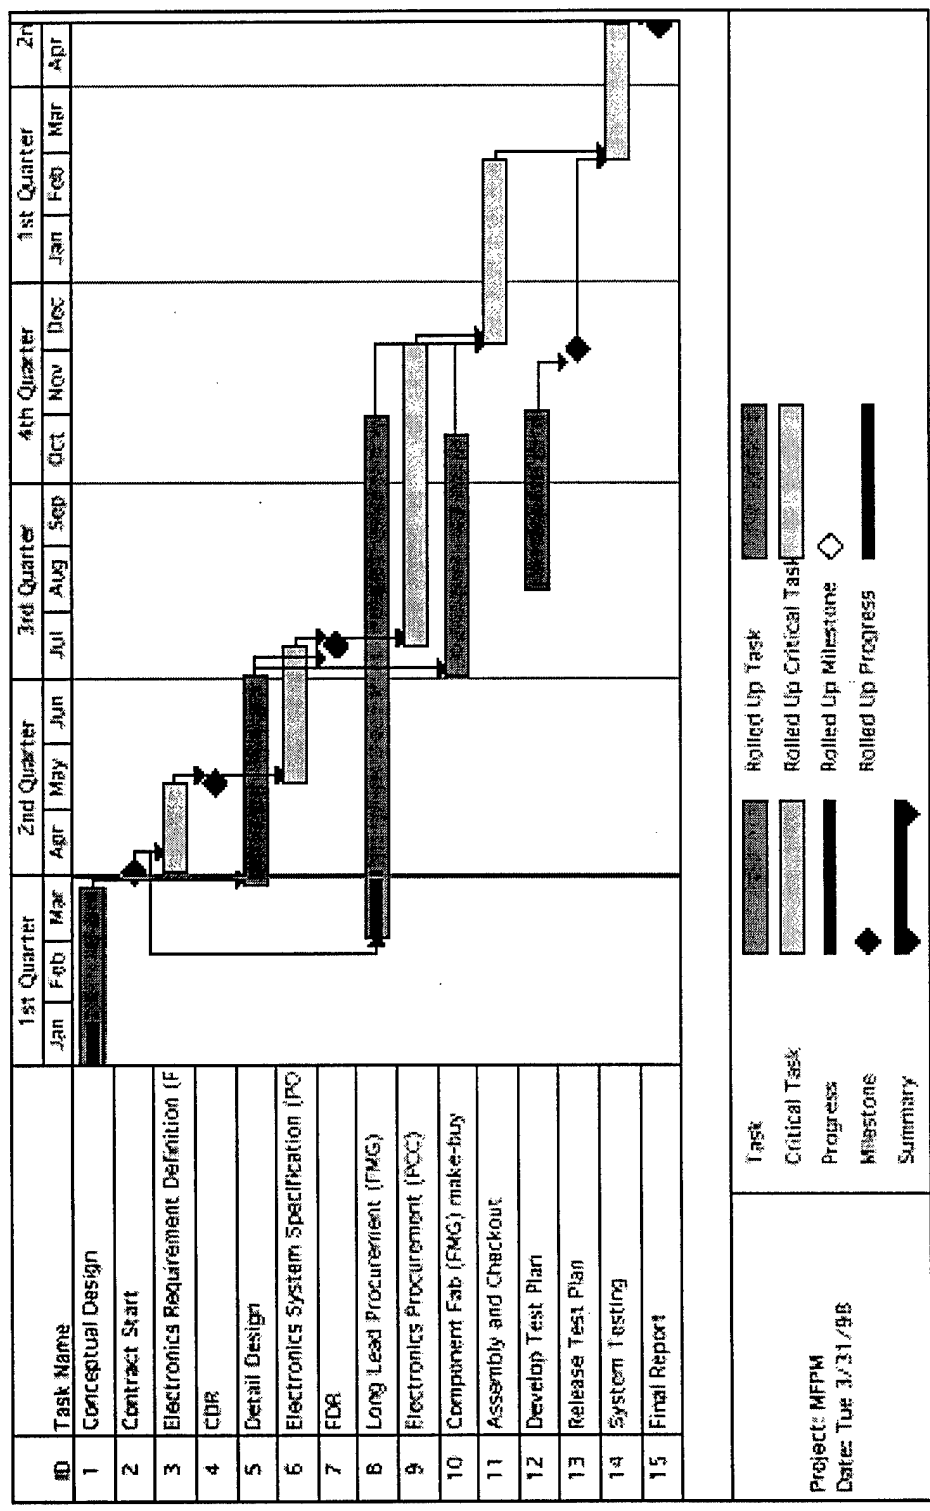 ID Task Name 1st Quarter 2nd Quarter 3rd Quarter 4th Quarter 1st Quarter 2n
Jan Feb Mar Apr May Jun Jul Aug Sep Oct Nov Dec Jan Feb Mar Apr
1 Conceptual Design
2 Contract Start
3 Electronics Requirement Definition (F
4 CDR
5 Detail Design
6 Electronics System Specification (PO
7 FDR
8 Long Lead Procurement (FMG)
9 Electronics Procurement (PCC)
10 Component Fab (FMG) make-buy
11 Assembly and Checkout
12 Develop Test Plan
13 Release Test Plan
14 System Testing
15 Final Report
Project: MFPM
Date: Tue 3/31/98
Task
Critical Task
Progress
Milestone
Summary
Rolled Up Task
Rolled Up Critical Task
Rolled Up Milestone
Rolled Up Progress